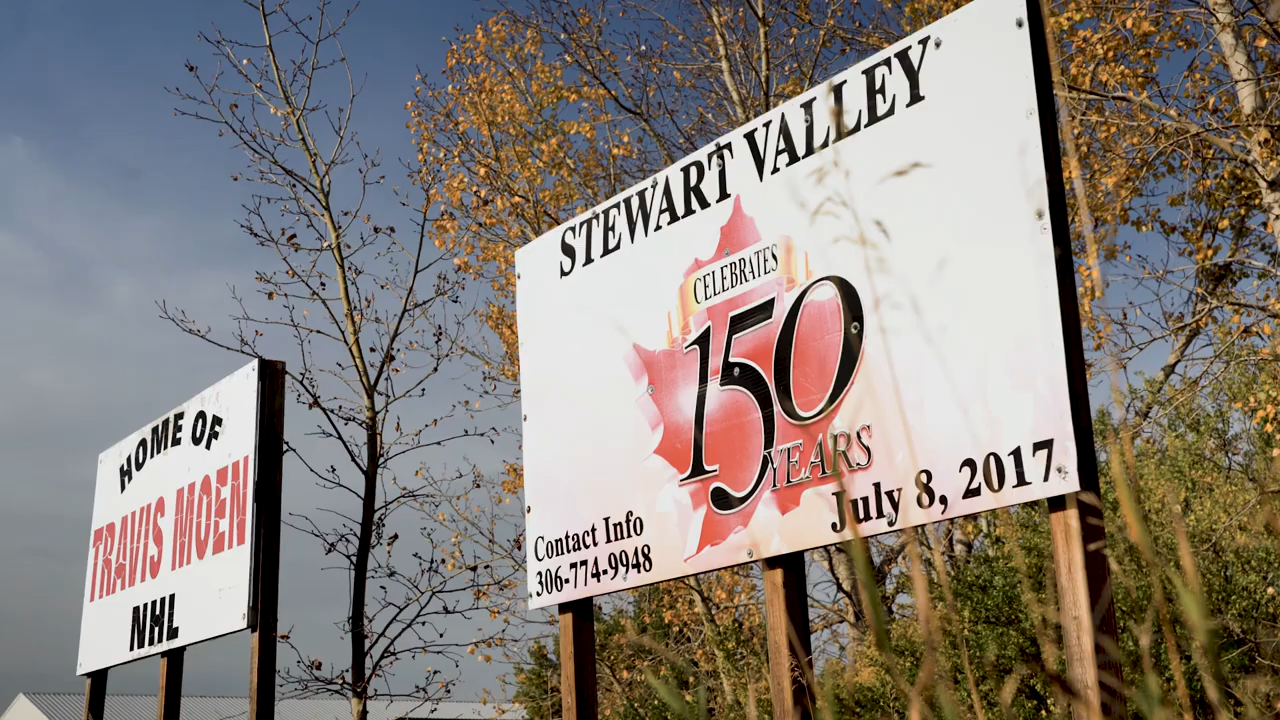 HOME OF
TRAVIS MOEN
NHL
STEWART VALLEY
CELEBRATES
150
YEARS
July 8, 2017
Contact Info
306-774-9948